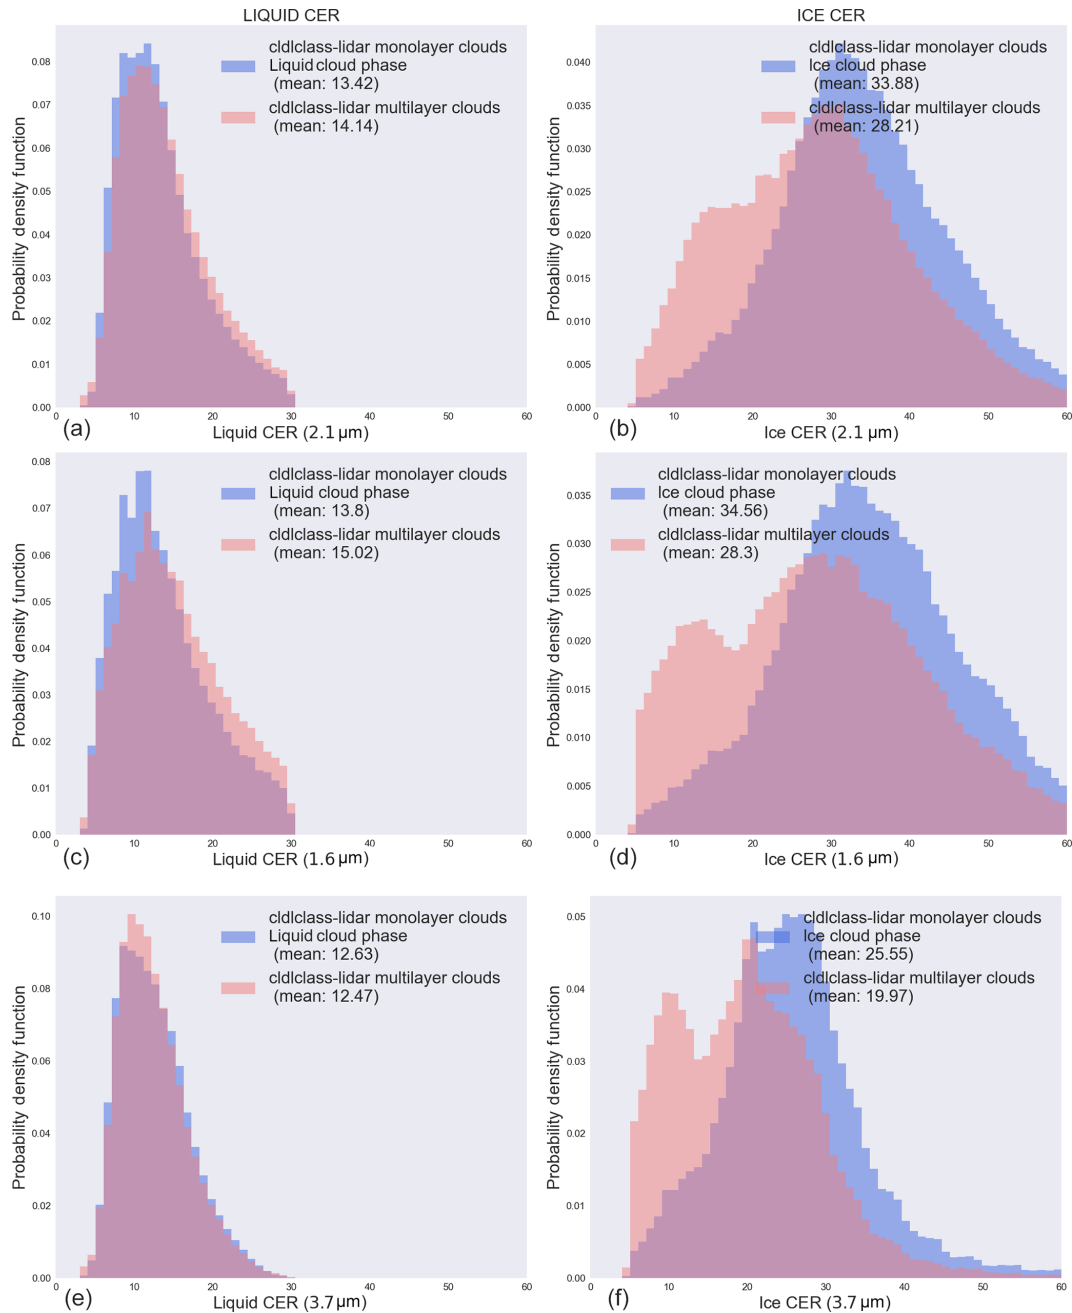 LIQUID CER
ICE CER
cldlclass-lidar monolayer clouds
Liquid cloud phase
(mean: 13.42)
cldlclass-lidar multilayer clouds
(mean: 14.14)
Probability density function
0.08
0.07
0.06
0.05
0.04
0.03
0.02
0.01
0.00
0 10 20 30 40 50 60
(a)
Liquid CER (2.1 μm)
cldlclass-lidar monolayer clouds
Ice cloud phase
(mean: 33.88)
cldlclass-lidar multilayer clouds
(mean: 28.21)
Probability density function
0.040
0.035
0.030
0.025
0.020
0.015
0.010
0.005
0.000
0 10 20 30 40 50 60
(b)
Ice CER (2.1 μm)
cldlclass-lidar monolayer clouds
Liquid cloud phase
(mean: 13.8)
cldlclass-lidar multilayer clouds
(mean: 15.02)
Probability density function
0.08
0.07
0.06
0.05
0.04
0.03
0.02
0.01
0.00
0 10 20 30 40 50 60
(c)
Liquid CER (1.6 μm)
cldlclass-lidar monolayer clouds
Ice cloud phase
(mean: 34.56)
cldlclass-lidar multilayer clouds
(mean: 28.3)
Probability density function
0.035
0.030
0.025
0.020
0.015
0.010
0.005
0.000
0 10 20 30 40 50 60
(d)
Ice CER (1.6 μm)
cldlclass-lidar monolayer clouds
Liquid cloud phase
(mean: 12.63)
cldlclass-lidar multilayer clouds
(mean: 12.47)
Probability density function
0.10
0.08
0.06
0.04
0.02
0.00
0 10 20 30 40 50 60
(e)
Liquid CER (3.7 μm)
cldlclass-lidar monolayer clouds
Ice cloud phase
(mean: 25.55)
cldlclass-lidar multilayer clouds
(mean: 19.97)
Probability density function
0.05
0.04
0.03
0.02
0.01
0.00
0 10 20 30 40 50 60
(f)
Ice CER (3.7 μm)